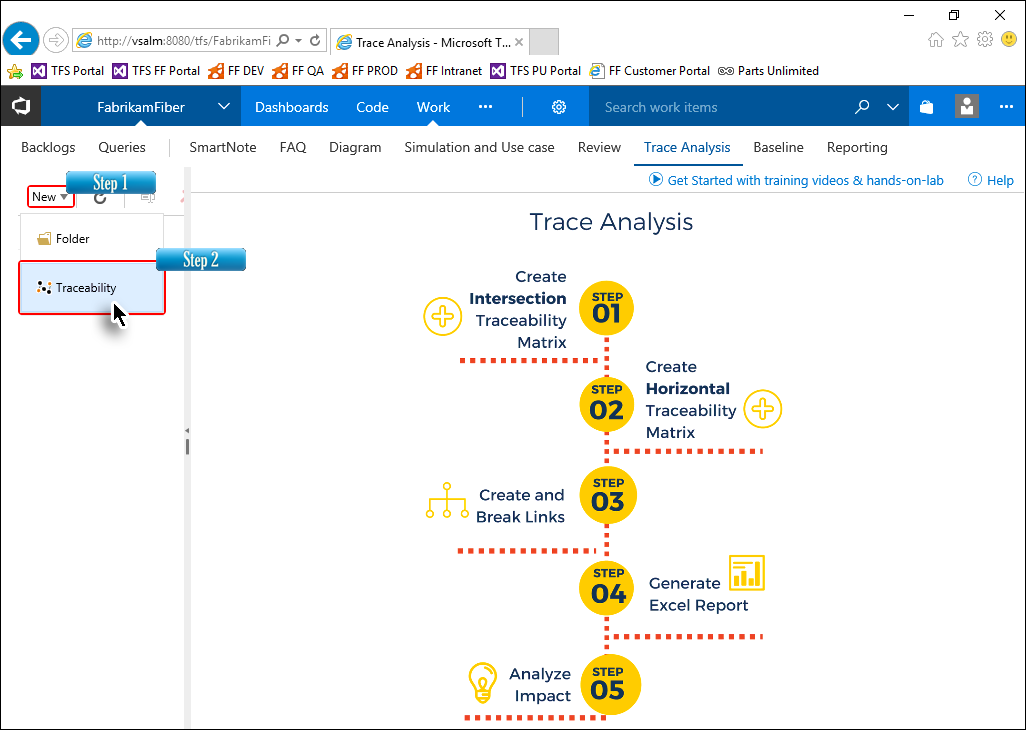 http://vsalm:8080/tfs/FabrikamFi
Trace Analysis - Microsoft T...
TFS Portal
TFS FF Portal
FF DEV
FF QA
FF PROD
FF Intranet
TFS PU Portal
FF Customer Portal
Parts Unlimited
FabrikamFiber
Dashboards
Code
Work
Search work items
Backlogs
Queries
SmartNote
FAQ
Diagram
Simulation and Use case
Review
Trace Analysis
Baseline
Reporting
Get Started with training videos & hands-on-lab
Help
New
Step 1
Folder
Step 2
Traceability
Trace Analysis
Create
Intersection
Traceability
Matrix
STEP
01
STEP
02
Create
Horizontal
Traceability
Matrix
Create and
Break Links
STEP
03
STEP
04
Generate
Excel Report
Analyze
Impact
STEP
05